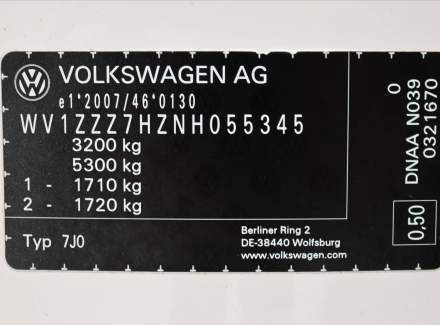 VOLKSWAGEN AG
e1*2007/46*0130
WV1ZZZ7HZNH055345
3200 kg
5300 kg
1 - 1710 kg
2 - 1720 kg
Typ 7J0
Berliner Ring 2
DE-38440 Wolfsburg
www.volkswagen.com
0
DNAA N039
0321670
0,50